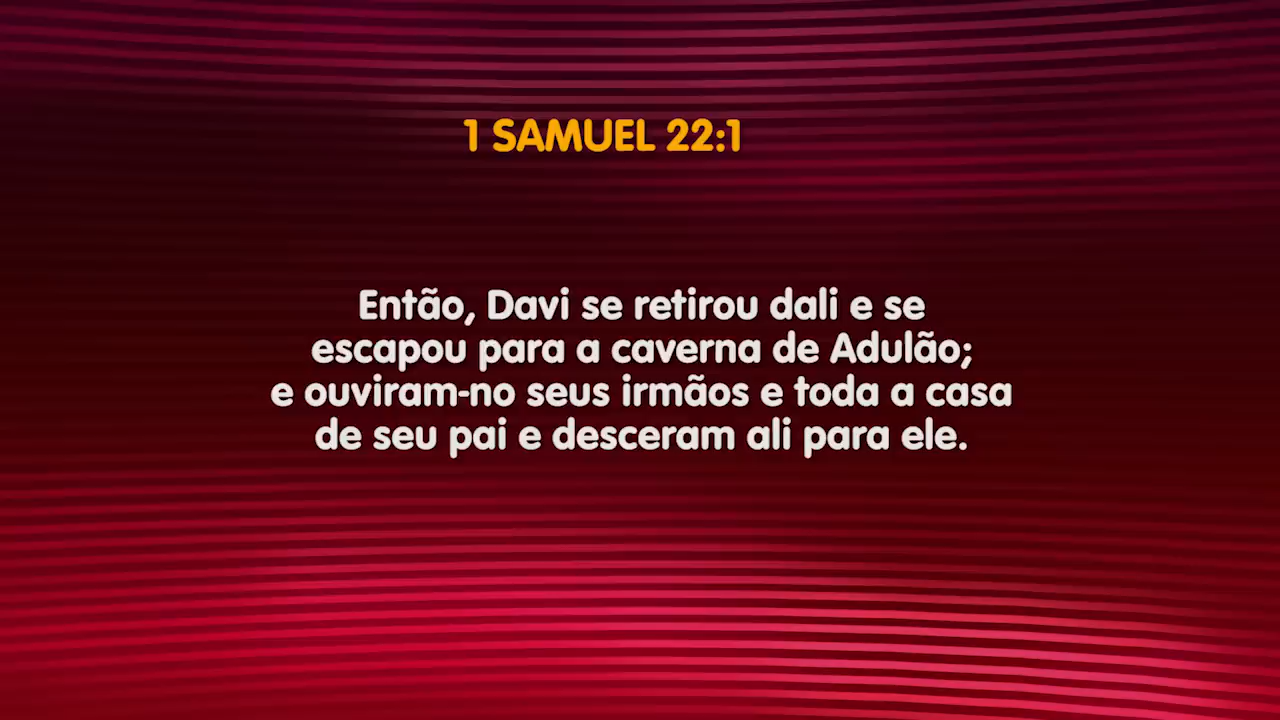 1 SAMUEL 22:1
Então, Davi se retirou dali e se
escapou para a caverna de Adulão;
e ouviram-no seus irmãos e toda a casa
de seu pai e desceram ali para ele.